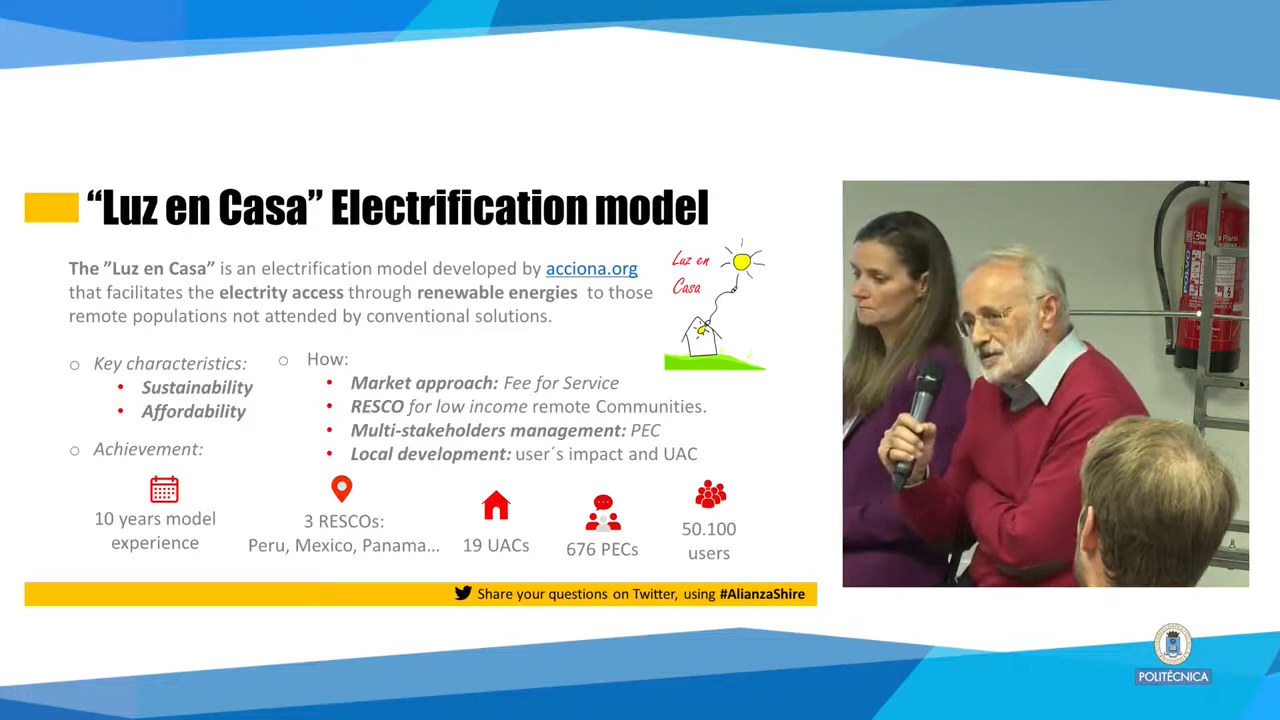 “Luz en Casa” Electrification model
The ”Luz en Casa” is an electrification model developed by acciona.org
that facilitates the electrity access through renewable energies to those
remote populations not attended by conventional solutions.
Luz en
Casa
o Key characteristics:
• Sustainability
• Affordability
o How:
• Market approach: Fee for Service
• RESCO for low income remote Communities.
• Multi-stakeholders management: PEC
• Local development: user´s impact and UAC
o Achievement:
10 years model
experience
3 RESCOs:
Peru, Mexico, Panama...
19 UACs
676 PECs
50.100
users
Share your questions on Twitter, using #AlianzaShire
POLVO
POLITÉCNICA